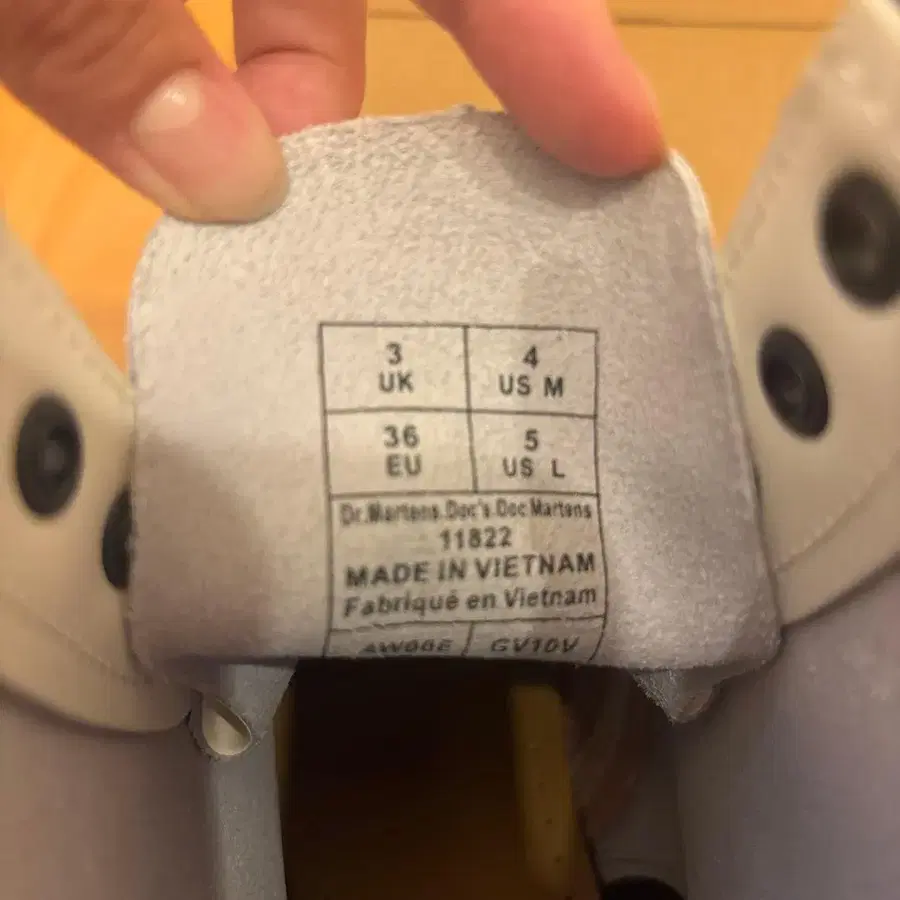 3 4
UK US M
36 5
EU US L
Dr.Martens.Doc's.Doc Martens
11822
MADE IN VIETNAM
Fabriqué en Vietnam
GV10V